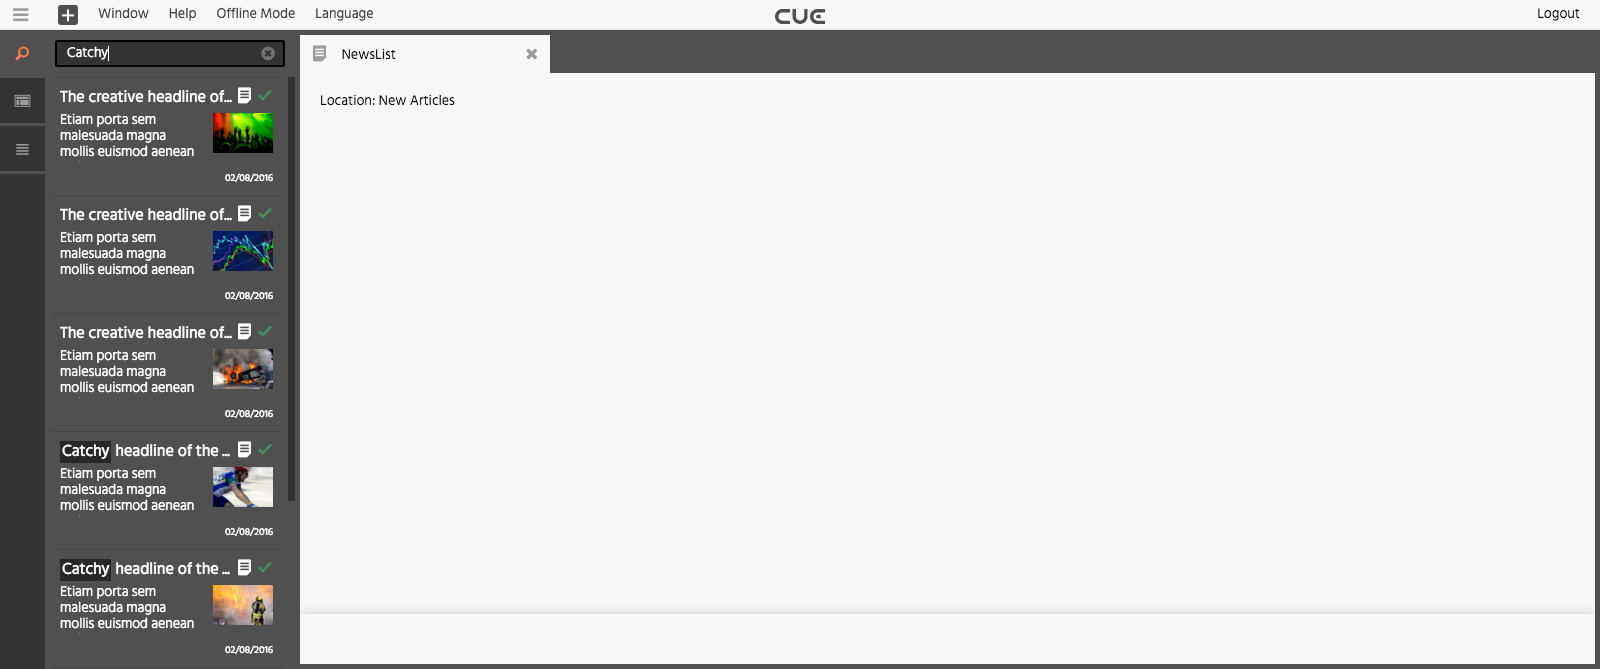 Window Help Offline Mode Language CUE Logout
Catchy
NewsList
Location: New Articles
The creative headline of...
Etiam porta sem
malesuada magna
mollis euismod aenean
02/08/2016
The creative headline of...
Etiam porta sem
malesuada magna
mollis euismod aenean
02/08/2016
The creative headline of...
Etiam porta sem
malesuada magna
mollis euismod aenean
02/08/2016
Catchy headline of the ...
Etiam porta sem
malesuada magna
mollis euismod aenean
02/08/2016
Catchy headline of the ...
Etiam porta sem
malesuada magna
mollis euismod aenean
02/08/2016